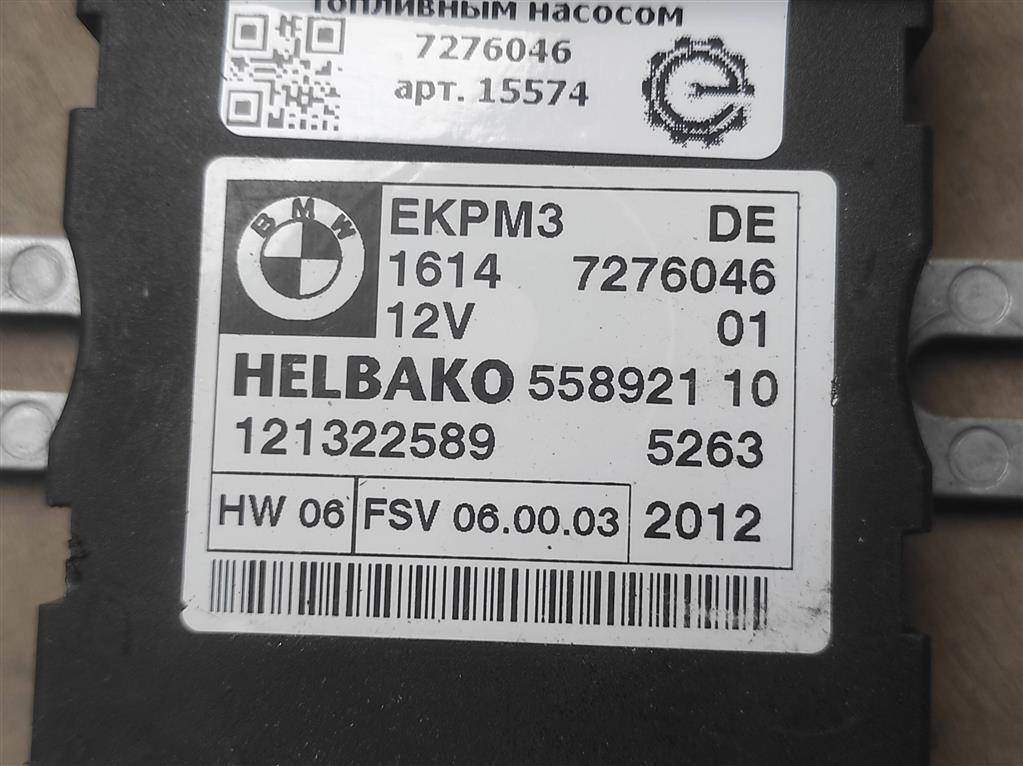 топливным насосом
7276046
арт. 15574
BMW
EKPM3 DE
1614 7276046
12V 01
HELBAKO 558921 10
121322589 5263
HW 06 FSV 06.00.03 2012